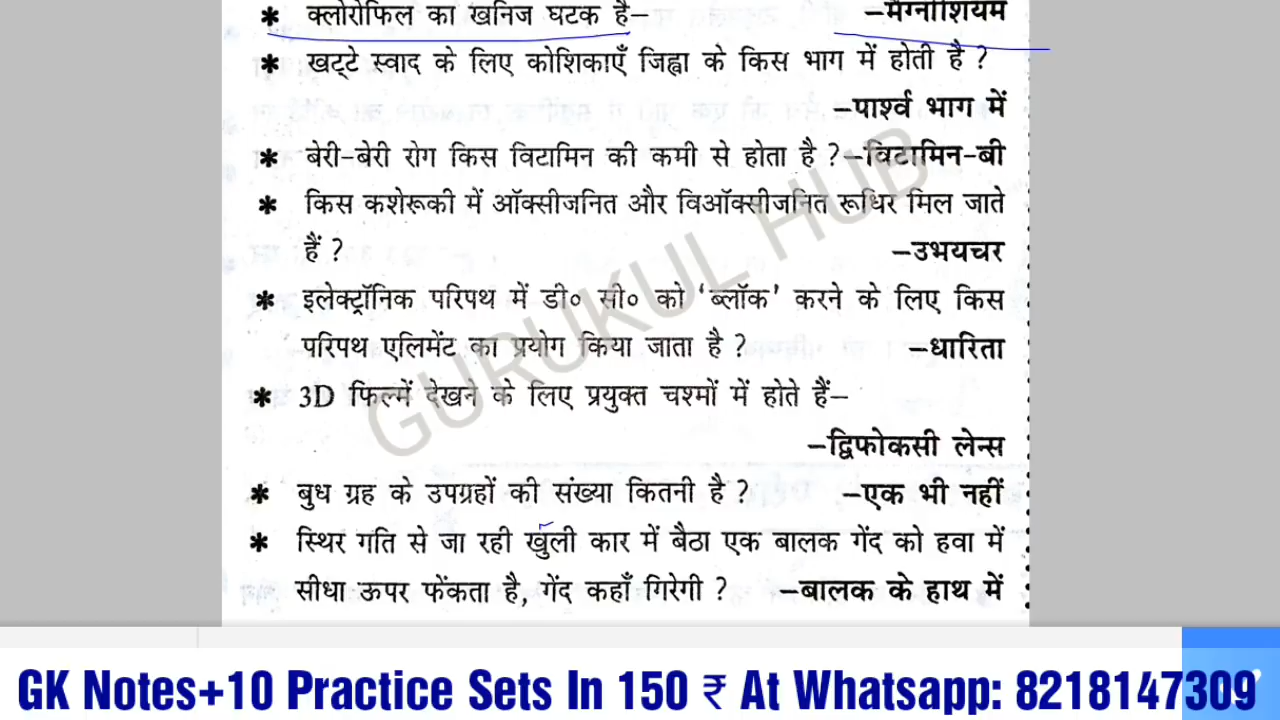 * क्लोरोफिल का खनिज घटक है– –मैग्नीशियम
* खट्टे स्वाद के लिए कोशिकाएँ जिह्वा के किस भाग में होती है ?
–पार्श्व भाग में
* बेरी-बेरी रोग किस विटामिन की कमी से होता है ? –विटामिन-बी
* किस कशेरूकी में ऑक्सीजनित और विऑक्सीजनित रूधिर मिल जाते
हैं ? –उभयचर
* इलेक्ट्रॉनिक परिपथ में डी० सी० को ‘ब्लॉक’ करने के लिए किस
परिपथ एलिमेंट का प्रयोग किया जाता है ? –धारिता
* 3D फिल्में देखने के लिए प्रयुक्त चश्मों में होते हैं–
–द्विफोकसी लेन्स
* बुध ग्रह के उपग्रहों की संख्या कितनी है ? –एक भी नहीं
* स्थिर गति से जा रही खुली कार में बैठा एक बालक गेंद को हवा में
सीधा ऊपर फेंकता है, गेंद कहाँ गिरेगी ? –बालक के हाथ में
GURUKUL HUB
GK Notes+10 Practice Sets In 150 ₹ At Whatsapp: 8218147309